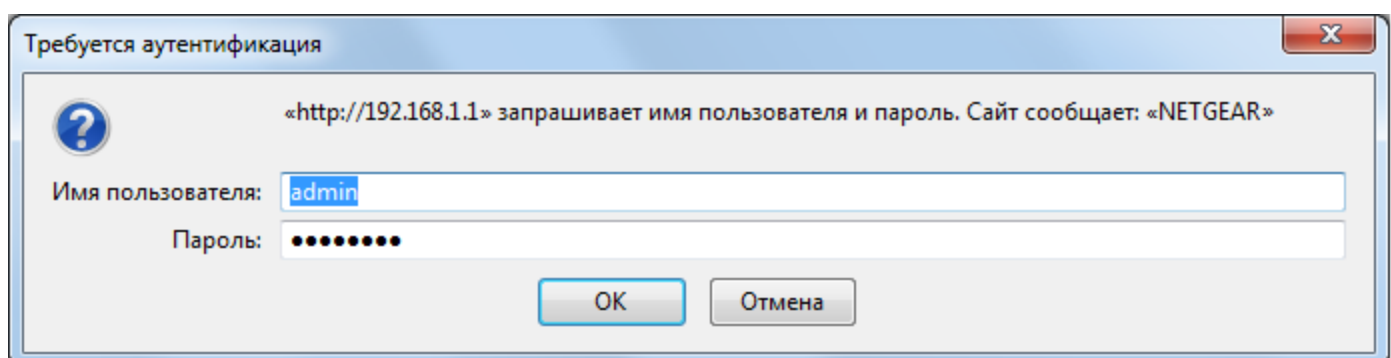 Требуется аутентификация
«http://192.168.1.1» запрашивает имя пользователя и пароль. Сайт сообщает: «NETGEAR»
Имя пользователя: admin
Пароль: ••••••••
OK Отмена